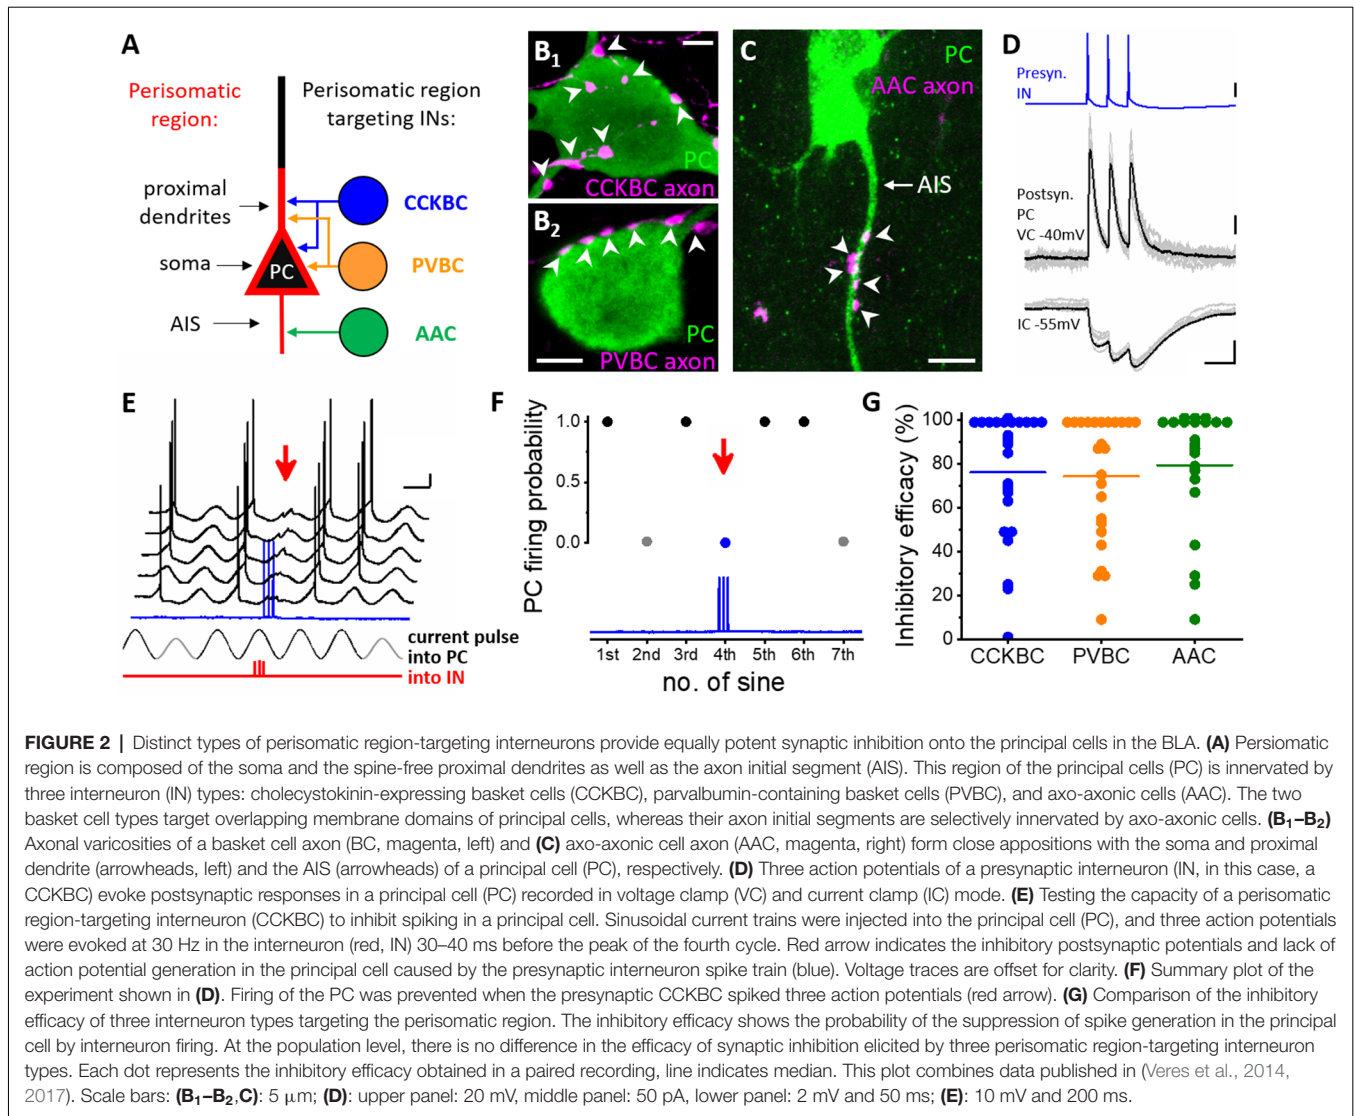 A
Perisomatic
region:
Perisomatic region
targeting INs:
proximal
dendrites
soma
AIS
PC
CCKBC
PVBC
AAC
B1
PC
CCKBC axon
B2
PC
PVBC axon
C
PC
AAC axon
AIS
D
Presyn.
IN
Postsyn.
PC
VC -40mV
IC -55mV
E
current pulse
into PC
into IN
F
PC firing probability
1.0
0.5
0.0
1st 2nd 3rd 4th 5th 6th 7th
no. of sine
G
Inhibitory efficacy (%)
100
80
60
40
20
0
CCKBC PVBC AAC
FIGURE 2 | Distinct types of perisomatic region-targeting interneurons provide equally potent synaptic inhibition onto the principal cells in the BLA. (A) Persiomatic
region is composed of the soma and the spine-free proximal dendrites as well as the axon initial segment (AIS). This region of the principal cells (PC) is innervated by
three interneuron (IN) types: cholecystokinin-expressing basket cells (CCKBC), parvalbumin-containing basket cells (PVBC), and axo-axonic cells (AAC). The two
basket cell types target overlapping membrane domains of principal cells, whereas their axon initial segments are selectively innervated by axo-axonic cells. (B1–B2)
Axonal varicosities of a basket cell axon (BC, magenta, left) and (C) axo-axonic cell axon (AAC, magenta, right) form close appositions with the soma and proximal
dendrite (arrowheads, left) and the AIS (arrowheads) of a principal cell (PC), respectively. (D) Three action potentials of a presynaptic interneuron (IN, in this case, a
CCKBC) evoke postsynaptic responses in a principal cell (PC) recorded in voltage clamp (VC) and current clamp (IC) mode. (E) Testing the capacity of a perisomatic
region-targeting interneuron (CCKBC) to inhibit spiking in a principal cell. Sinusoidal current trains were injected into the principal cell (PC), and three action potentials
were evoked at 30 Hz in the interneuron (red, IN) 30–40 ms before the peak of the fourth cycle. Red arrow indicates the inhibitory postsynaptic potentials and lack of
action potential generation in the principal cell caused by the presynaptic interneuron spike train (blue). Voltage traces are offset for clarity. (F) Summary plot of the
experiment shown in (D). Firing of the PC was prevented when the presynaptic CCKBC spiked three action potentials (red arrow). (G) Comparison of the inhibitory
efficacy of three interneuron types targeting the perisomatic region. The inhibitory efficacy shows the probability of the suppression of spike generation in the principal
cell by interneuron firing. At the population level, there is no difference in the efficacy of synaptic inhibition elicited by three perisomatic region-targeting interneuron
types. Each dot represents the inhibitory efficacy obtained in a paired recording, line indicates median. This plot combines data published in (Veres et al., 2014,
2017). Scale bars: (B1–B2,C): 5 μm; (D): upper panel: 20 mV, middle panel: 50 pA, lower panel: 2 mV and 50 ms; (E): 10 mV and 200 ms.